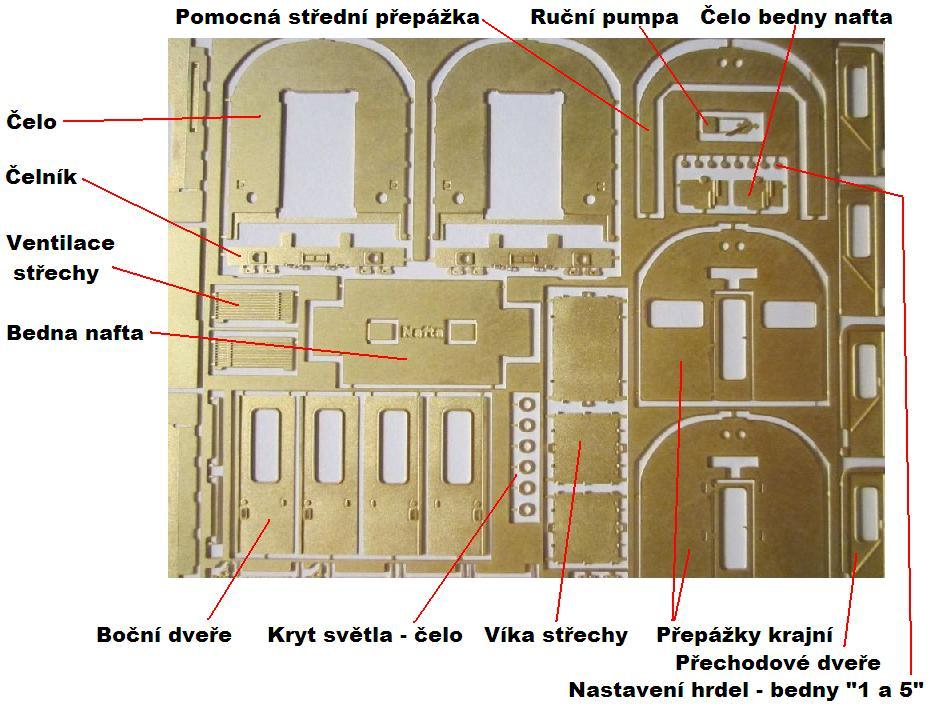 Pomocná střední přepážka
Ruční pumpa
Čelo bedny nafta
Čelo
Čelník
Ventilace
střechy
Bedna nafta
Nafta
Boční dveře
Kryt světla - čelo
Víka střechy
Přepážky krajní
Přechodové dveře
Nastavení hrdel - bedny "1 a 5"